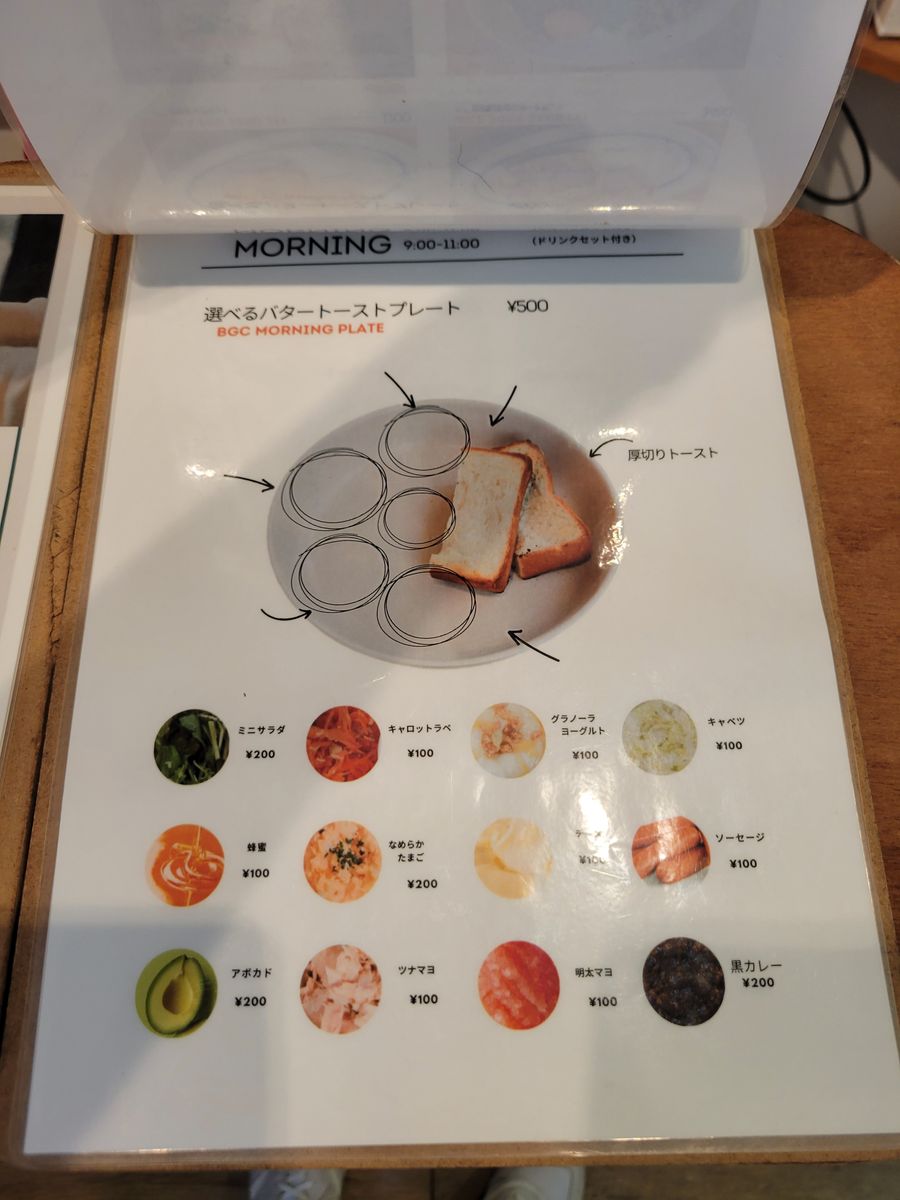 MORNING 9:00-11:00 (ドリンクセット付き)
選べるバタートーストプレート ¥500
BGC MORNING PLATE
厚切りトースト
ミニサラダ
¥200
キャロットラペ
¥100
グラノーラ
ヨーグルト
¥100
キャベツ
¥100
蜂蜜
¥100
なめらか
たまご
¥200
¥100
ソーセージ
¥100
アボカド
¥200
ツナマヨ
¥100
明太マヨ
¥100
黒カレー
¥200